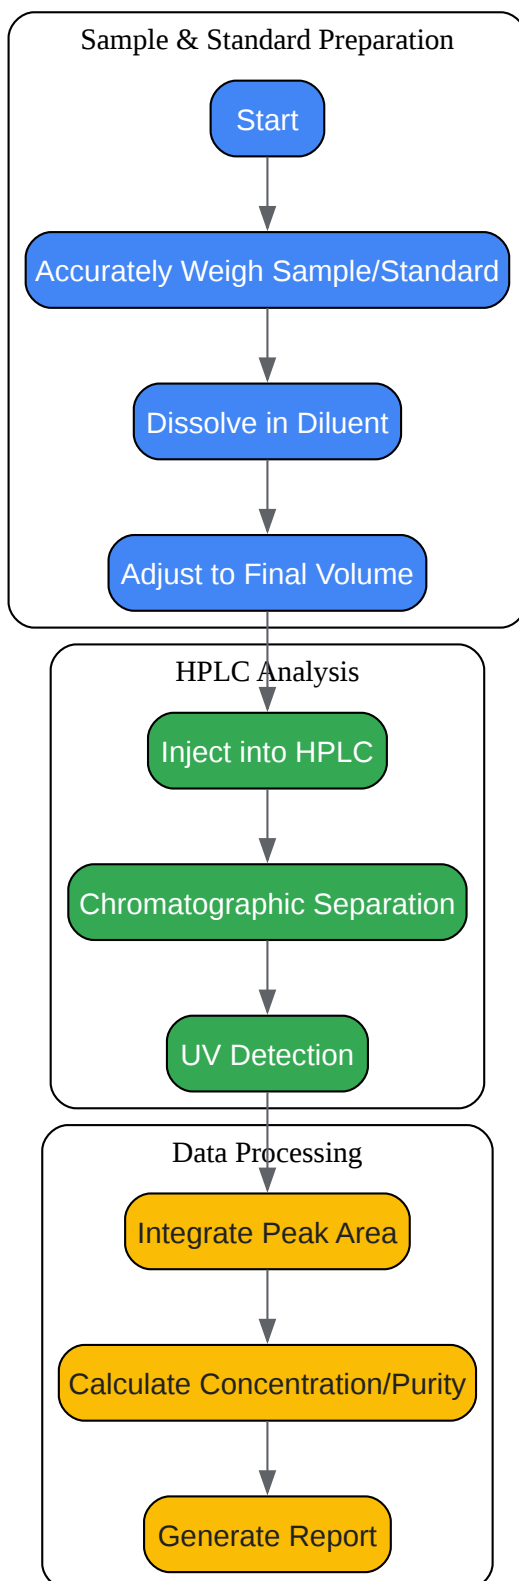 Sample & Standard Preparation
Start
Accurately Weigh Sample/Standard
Dissolve in Diluent
Adjust to Final Volume
HPLC Analysis
Inject into HPLC
Chromatographic Separation
UV Detection
Data Processing
Integrate Peak Area
Calculate Concentration/Purity
Generate Report